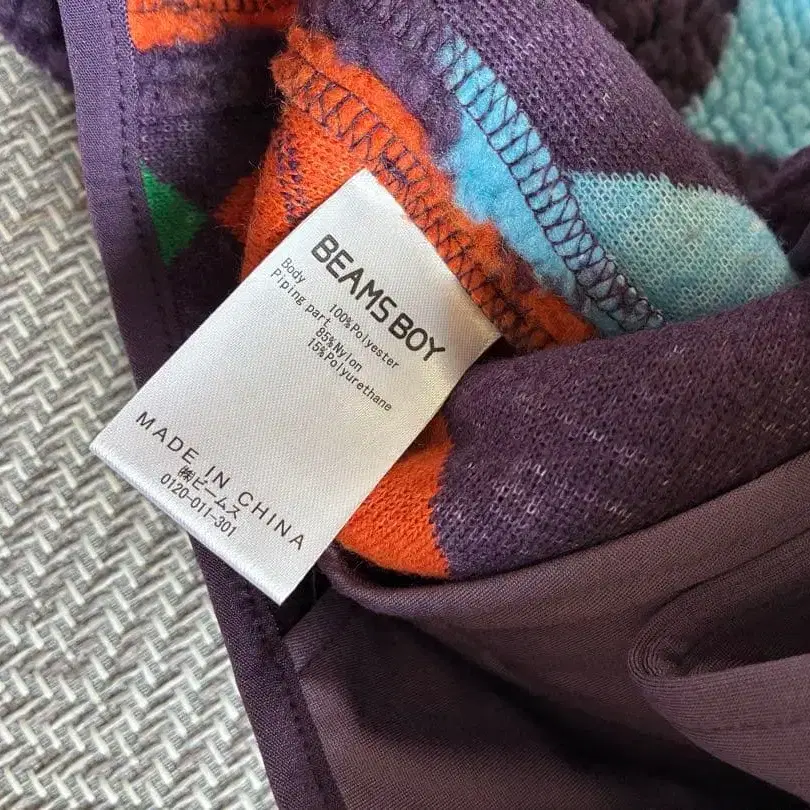 BEAMS BOY
Body
100%Polyester
Piping part
85%Nylon
15%Polyurethane
MADE IN CHINA
㈱ビームス
0120-011-301